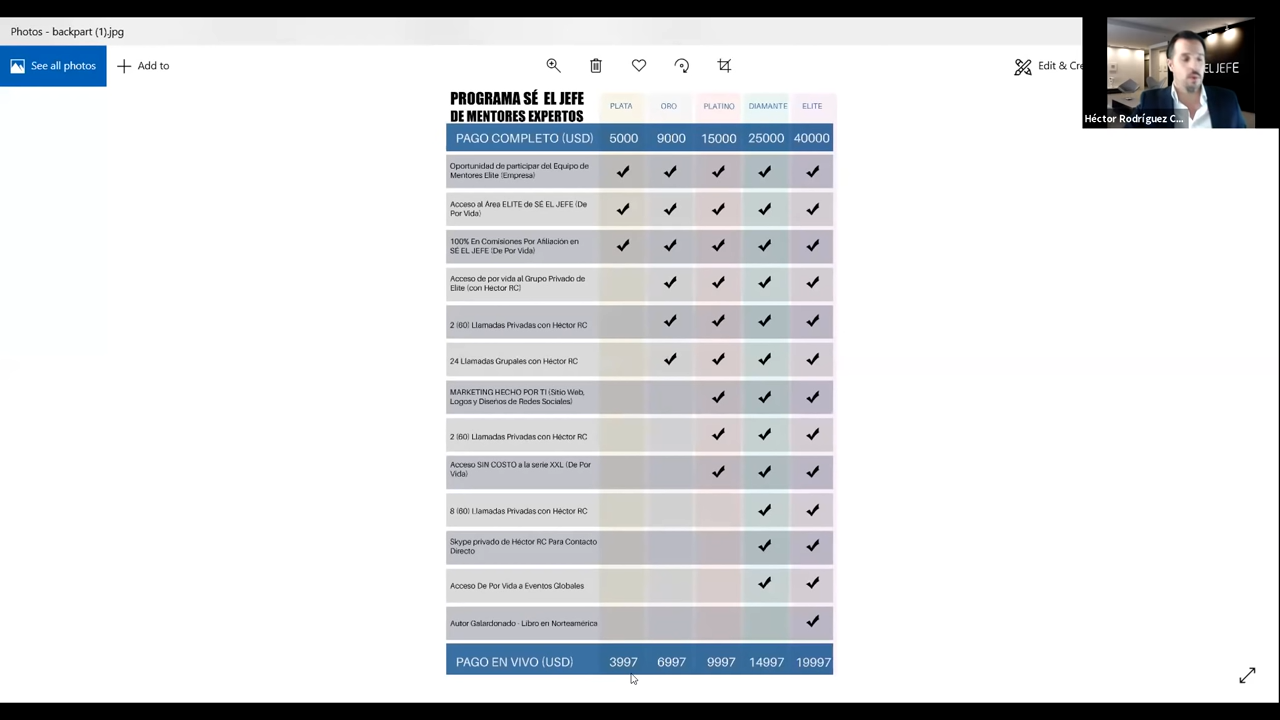 Photos - backpart (1).jpg
See all photos
Add to
Edit & Cre
EL JEFE
Héctor Rodríguez C...
PROGRAMA SÉ EL JEFE
DE MENTORES EXPERTOS
PLATA ORO PLATINO DIAMANTE ELITE
PAGO COMPLETO (USD) 5000 9000 15000 25000 40000
Oportunidad de participar del Equipo de
Mentores Elite (Empresa)
Acceso al Área ELITE de SÉ EL JEFE (De
Por Vida)
100% En Comisiones Por Afiliación en
SÉ EL JEFE (De Por Vida)
Acceso de por vida al Grupo Privado de
Elite (con Héctor RC)
2 (60) Llamadas Privadas con Héctor RC
24 Llamadas Grupales con Héctor RC
MARKETING HECHO POR TI (Sitio Web,
Logos y Diseños de Redes Sociales)
2 (60) Llamadas Privadas con Héctor RC
Acceso SIN COSTO a la serie XXL (De Por
Vida)
8 (60) Llamadas Privadas con Héctor RC
Skype privado de Héctor RC Para Contacto
Directo
Acceso De Por Vida a Eventos Globales
Autor Galardonado - Libro en Norteamérica
PAGO EN VIVO (USD) 3997 6997 9997 14997 19997